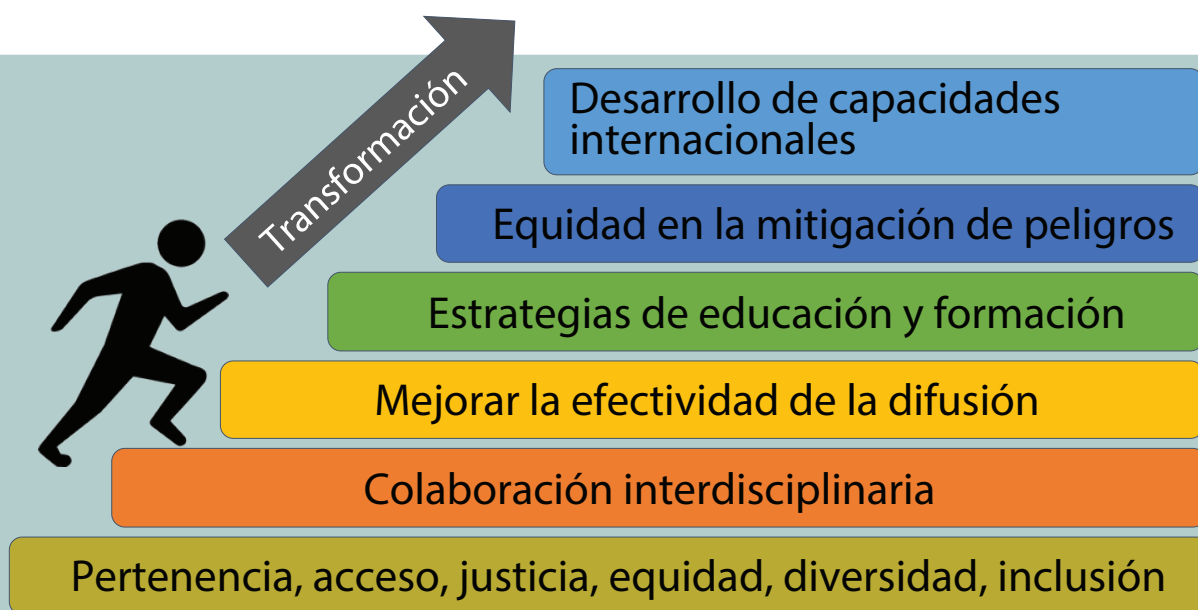 Transformación
Desarrollo de capacidades
internacionales
Equidad en la mitigación de peligros
Estrategias de educación y formación
Mejorar la efectividad de la difusión
Colaboración interdisciplinaria
Pertenencia, acceso, justicia, equidad, diversidad, inclusión